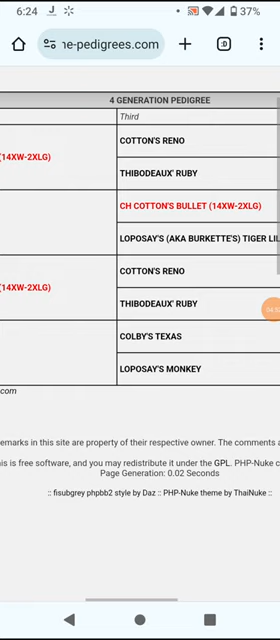 6:24
37%
ne-pedigrees.com
:D
4 GENERATION PEDIGREE
Third
COTTON'S RENO
(14XW-2XLG)
THIBODEAUX' RUBY
CH COTTON'S BULLET (14XW-2XLG)
LOPOSAY'S (AKA BURKETTE'S) TIGER LIL
COTTON'S RENO
(14XW-2XLG)
THIBODEAUX' RUBY
COLBY'S TEXAS
LOPOSAY'S MONKEY
com
emarks in this site are property of their respective owner. The comments a
his is free software, and you may redistribute it under the GPL. PHP-Nuke c
Page Generation: 0.02 Seconds
:: fisubgrey phpbb2 style by Daz :: PHP-Nuke theme by ThaiNuke ::